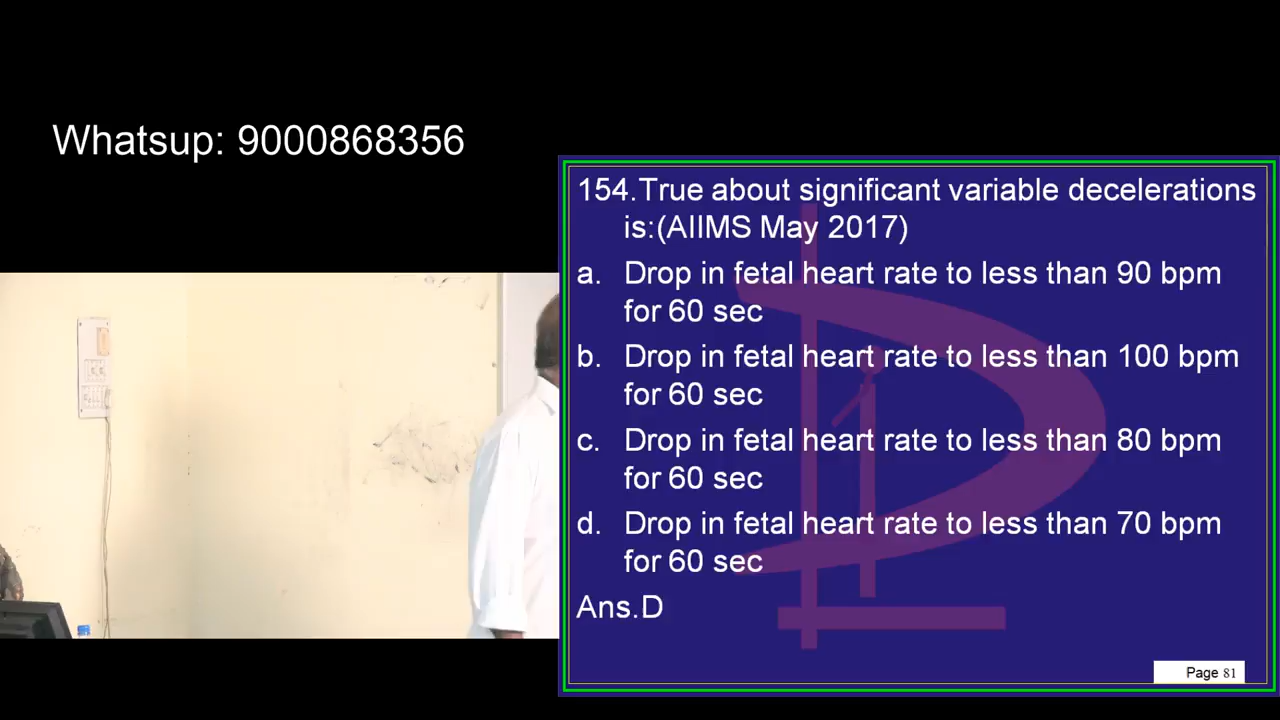 Whatsup: 9000868356
154.True about significant variable decelerations
is:(AIIMS May 2017)
a. Drop in fetal heart rate to less than 90 bpm
for 60 sec
b. Drop in fetal heart rate to less than 100 bpm
for 60 sec
c. Drop in fetal heart rate to less than 80 bpm
for 60 sec
d. Drop in fetal heart rate to less than 70 bpm
for 60 sec
Ans.D
Page 81